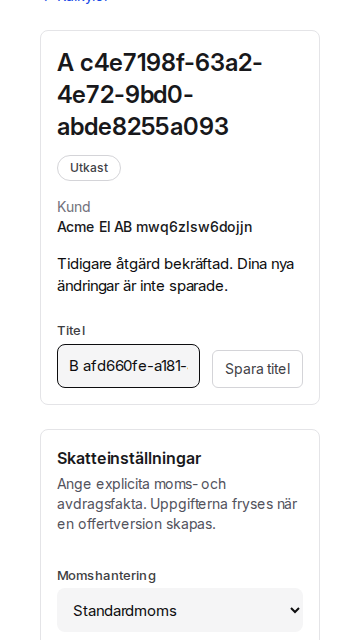 A c4e7198f-63a2-
4e72-9bd0-
abde8255a093
Utkast
Kund
Acme El AB mwq6zlsw6dojjn
Tidigare åtgärd bekräftad. Dina nya
ändringar är inte sparade.
Titel
B afd660fe-a181-
Spara titel
Skatteinställningar
Ange explicita moms- och
avdragsfakta. Uppgifterna fryses när
en offertversion skapas.
Momshantering
Standardmoms